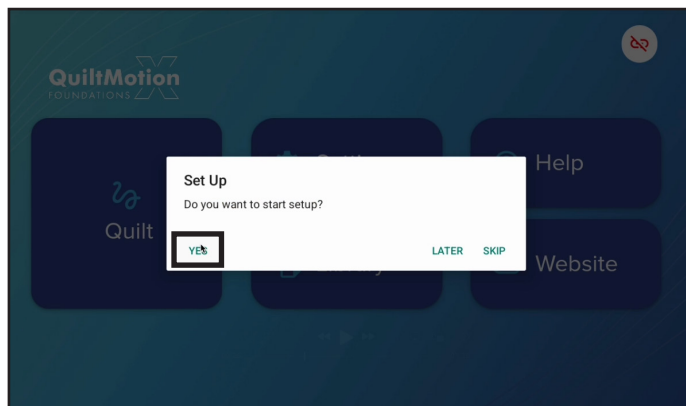 QuiltMotion
FOUNDATIONS
Quilt
Help
Website
Set Up
Do you want to start setup?
YES
LATER
SKIP